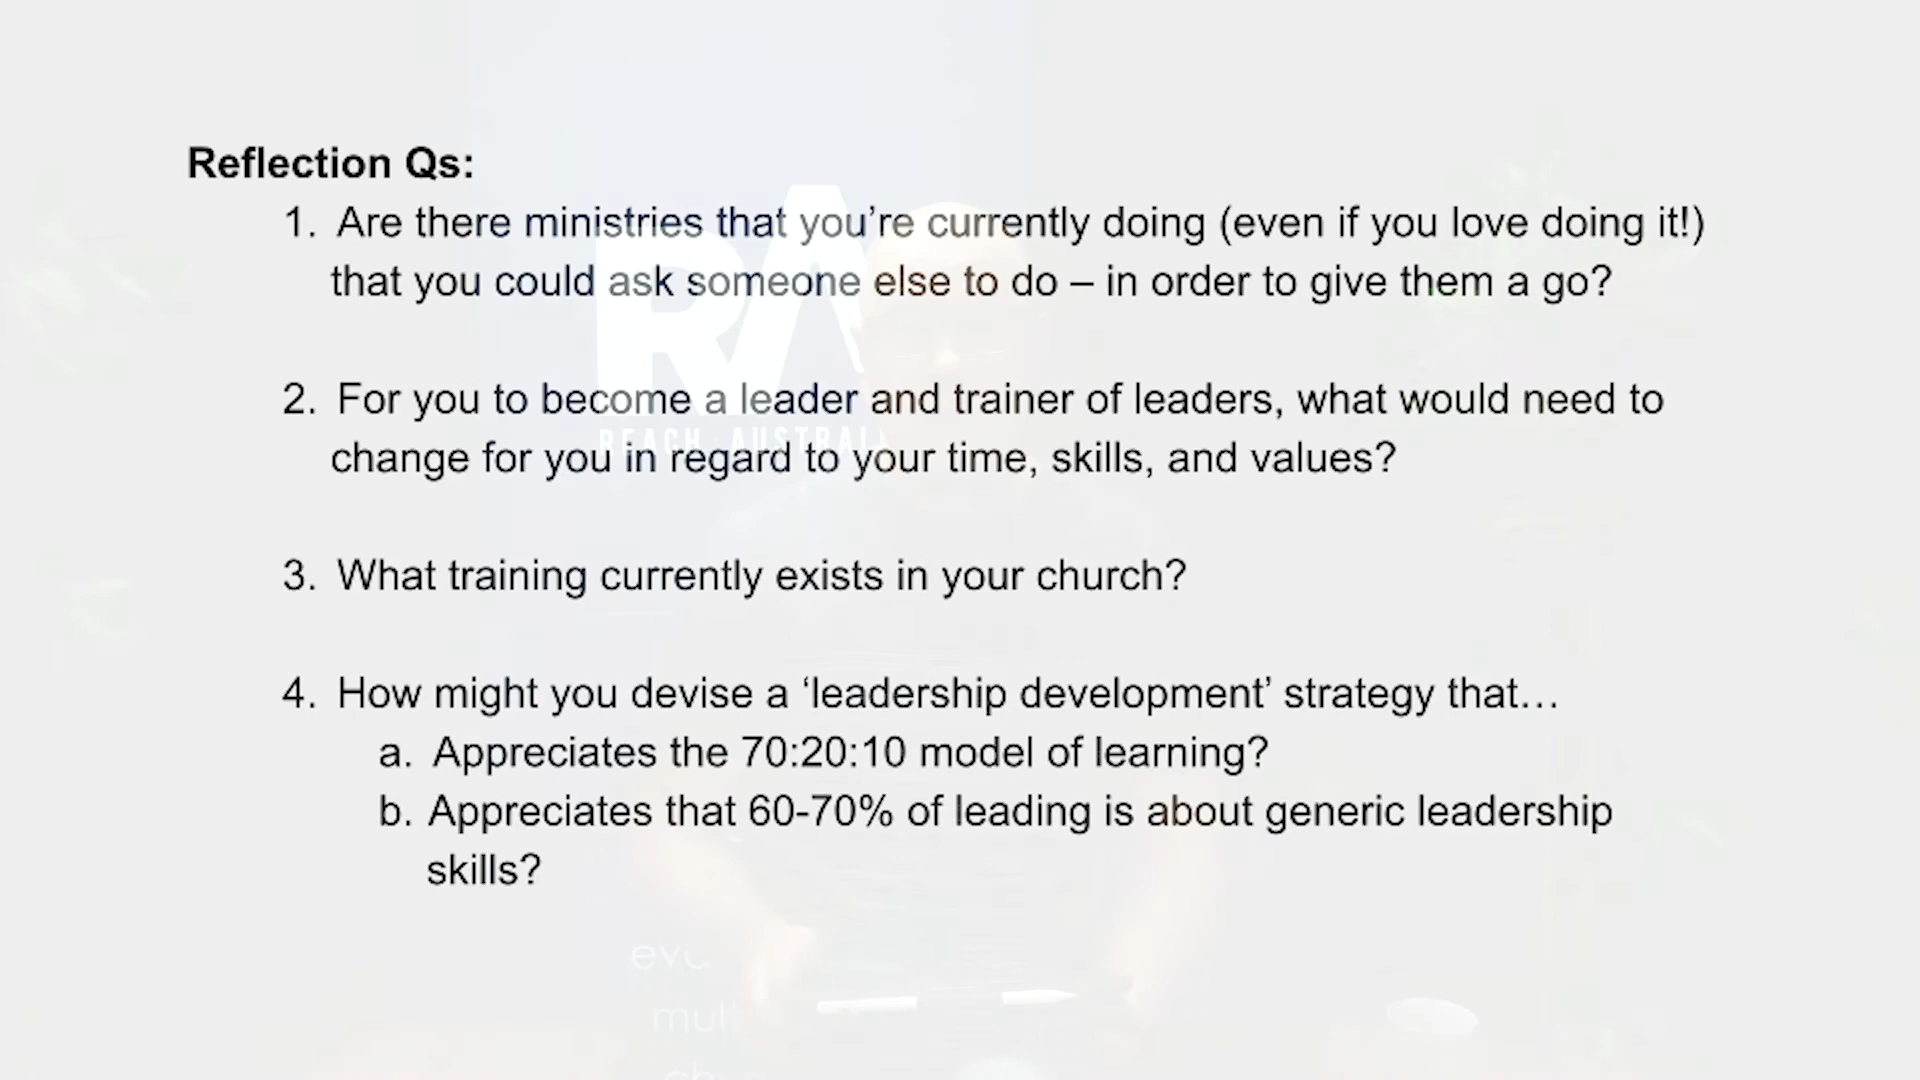 Reflection Qs:
1. Are there ministries that you’re currently doing (even if you love doing it!)
that you could ask someone else to do – in order to give them a go?
RA
2. For you to become a leader and trainer of leaders, what would need to
REACH AUSTRALI
change for you in regard to your time, skills, and values?
3. What training currently exists in your church?
4. How might you devise a ‘leadership development’ strategy that…
a. Appreciates the 70:20:10 model of learning?
b. Appreciates that 60-70% of leading is about generic leadership
skills?